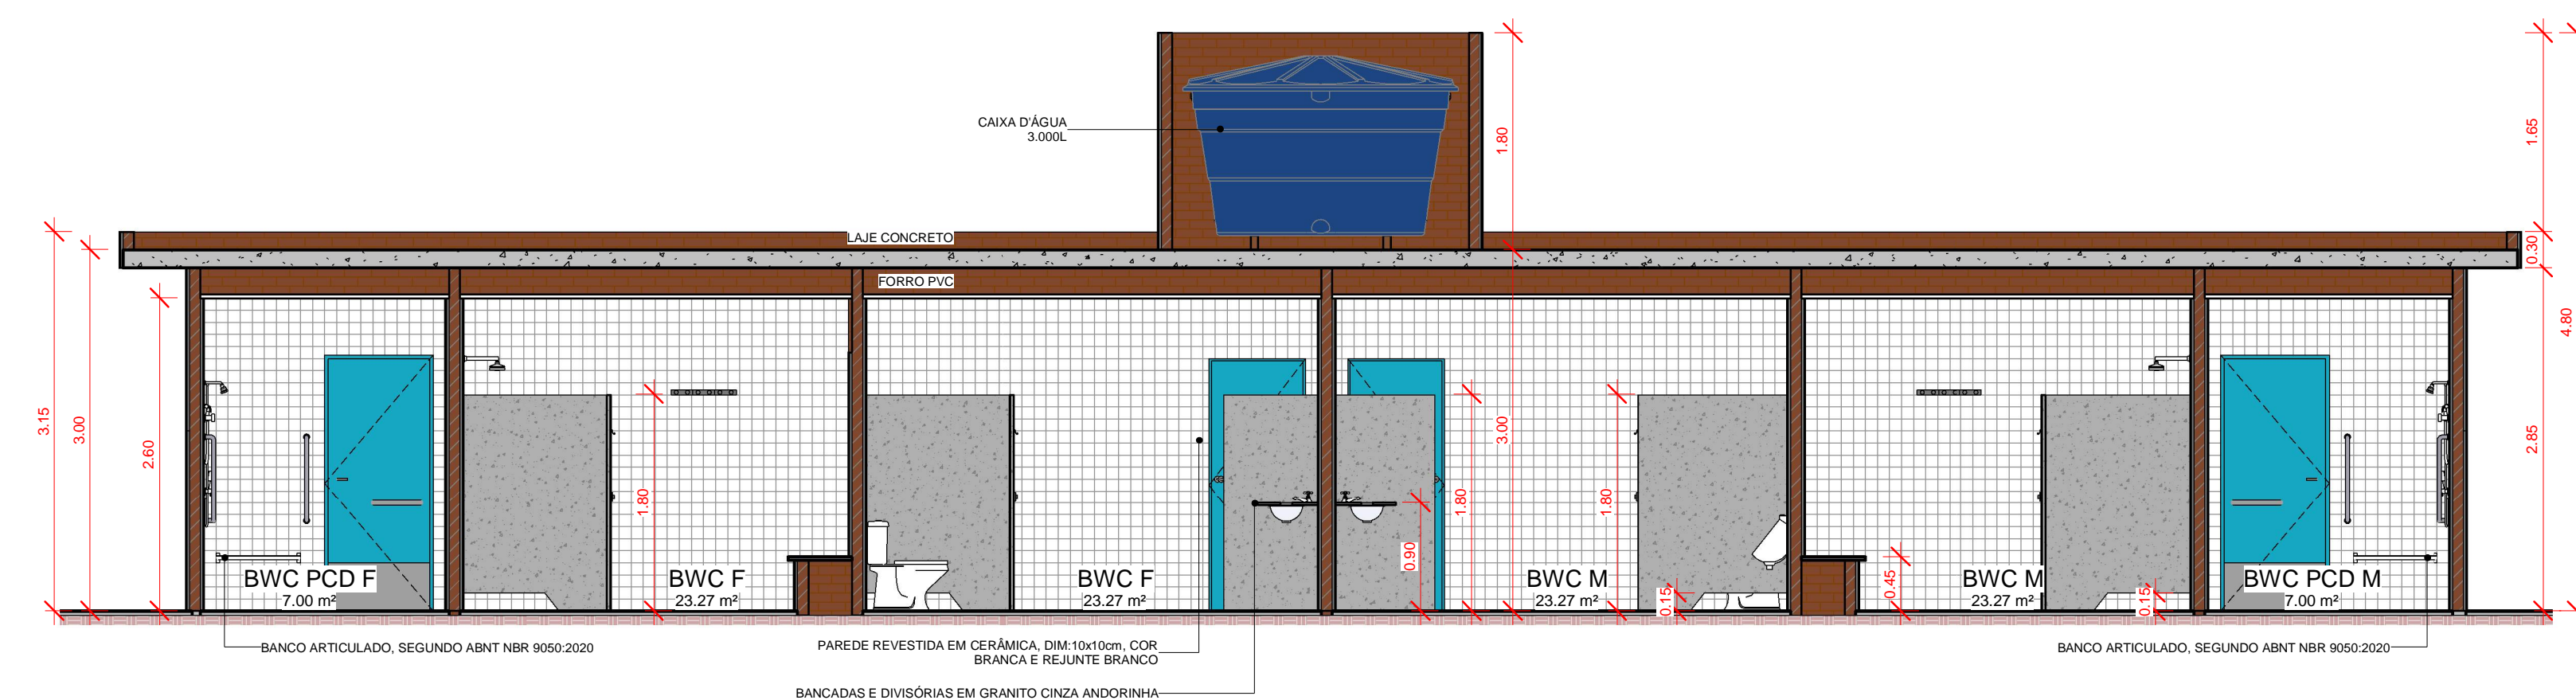 CAIXA D'ÁGUA
3.000L
1.80
1.65
0.30
4.80
2.85
LAJE CONCRETO
FORRO PVC
3.15
3.00
2.60
1.80
3.00
1.80
1.80
0.90
0.15
0.45
0.15
BWC PCD F
7.00 m²
BWC F
23.27 m²
BWC F
23.27 m²
BWC M
23.27 m²
BWC M
23.27 m²
BWC PCD M
7.00 m²
BANCO ARTICULADO, SEGUNDO ABNT NBR 9050:2020
PAREDE REVESTIDA EM CERÂMICA, DIM:10x10cm, COR
BRANCA E REJUNTE BRANCO
BANCO ARTICULADO, SEGUNDO ABNT NBR 9050:2020
BANCADAS E DIVISÓRIAS EM GRANITO CINZA ANDORINHA